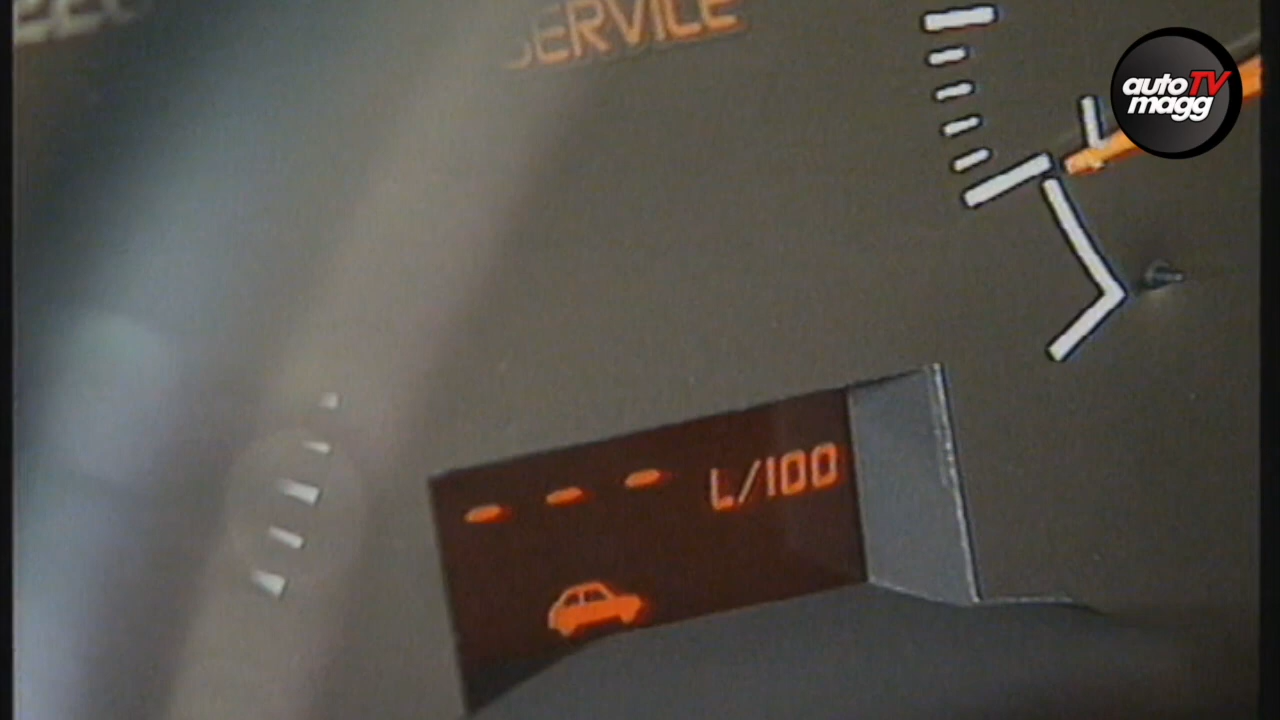 SERVICE
autoTV
magg
L
--- L/100